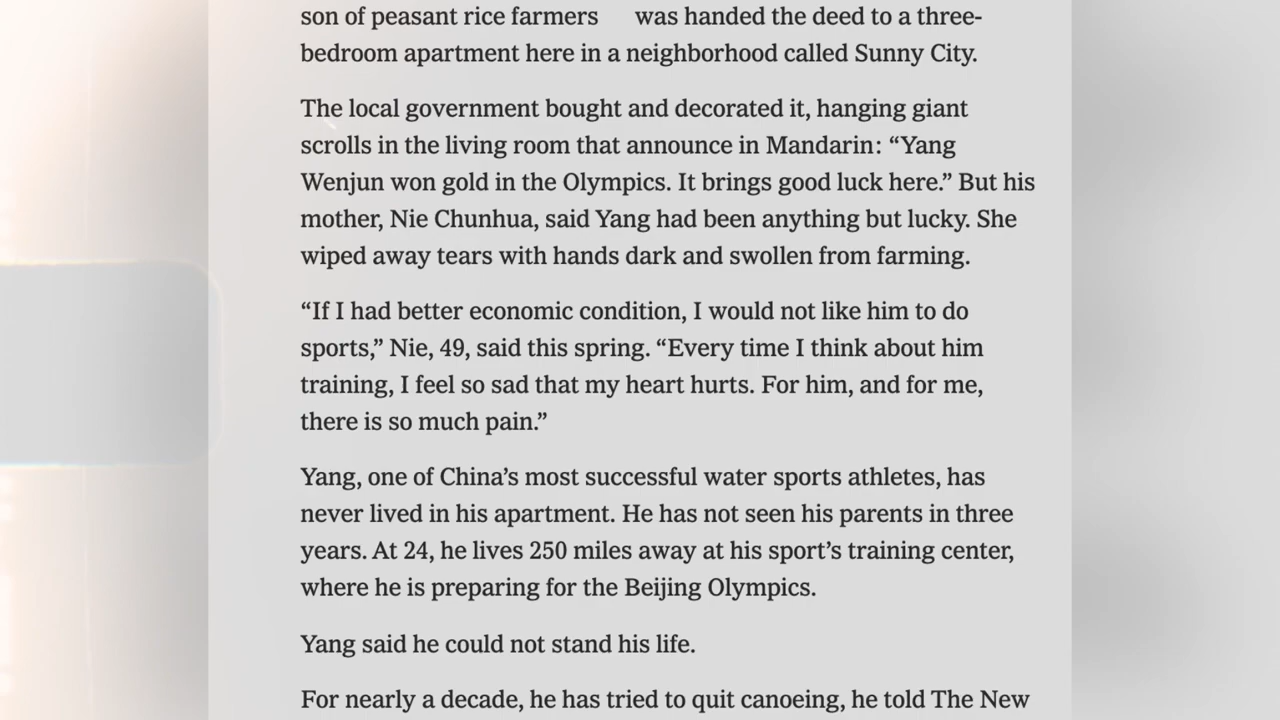 son of peasant rice farmers was handed the deed to a three-
bedroom apartment here in a neighborhood called Sunny City.
The local government bought and decorated it, hanging giant
scrolls in the living room that announce in Mandarin: “Yang
Wenjun won gold in the Olympics. It brings good luck here.” But his
mother, Nie Chunhua, said Yang had been anything but lucky. She
wiped away tears with hands dark and swollen from farming.
“If I had better economic condition, I would not like him to do
sports,” Nie, 49, said this spring. “Every time I think about him
training, I feel so sad that my heart hurts. For him, and for me,
there is so much pain.”
Yang, one of China’s most successful water sports athletes, has
never lived in his apartment. He has not seen his parents in three
years. At 24, he lives 250 miles away at his sport’s training center,
where he is preparing for the Beijing Olympics.
Yang said he could not stand his life.
For nearly a decade, he has tried to quit canoeing, he told The New